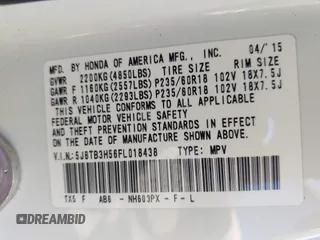 MFD. BY HONDA OF AMERICA MFG., INC. 04/15
GVWR 2200KG(4850LBS) TIRE SIZE RIM SIZE
GAWR F 1160KG(2557LBS) P235/60R18 102V 18X7.5J
GAWR R 1040KG(2293LBS) P235/60R18 102V 18X7.5J
THIS VEHICLE CONFORMS TO ALL APPLICABLE
FEDERAL MOTOR VEHICLE SAFETY, BUMPER,
AND THEFT PREVENTION STANDARDS IN EFFECT ON
THE DATE OF MANUFACTURE SHOWN ABOVE.
V.I.N.: 5J8TB3H56FL018438 TYPE: MPV
TX5 F AB6 - NH603PX - F - L
DREAMBID